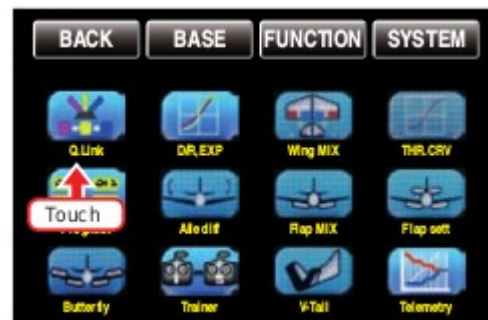 BACK BASE FUNCTION SYSTEM
Q.Link D/R,EXP Wing MIX THR.CRV
Touch
Aile diff Flap MIX Flap sett
Butterfly Trainer V-Tail Telemetry